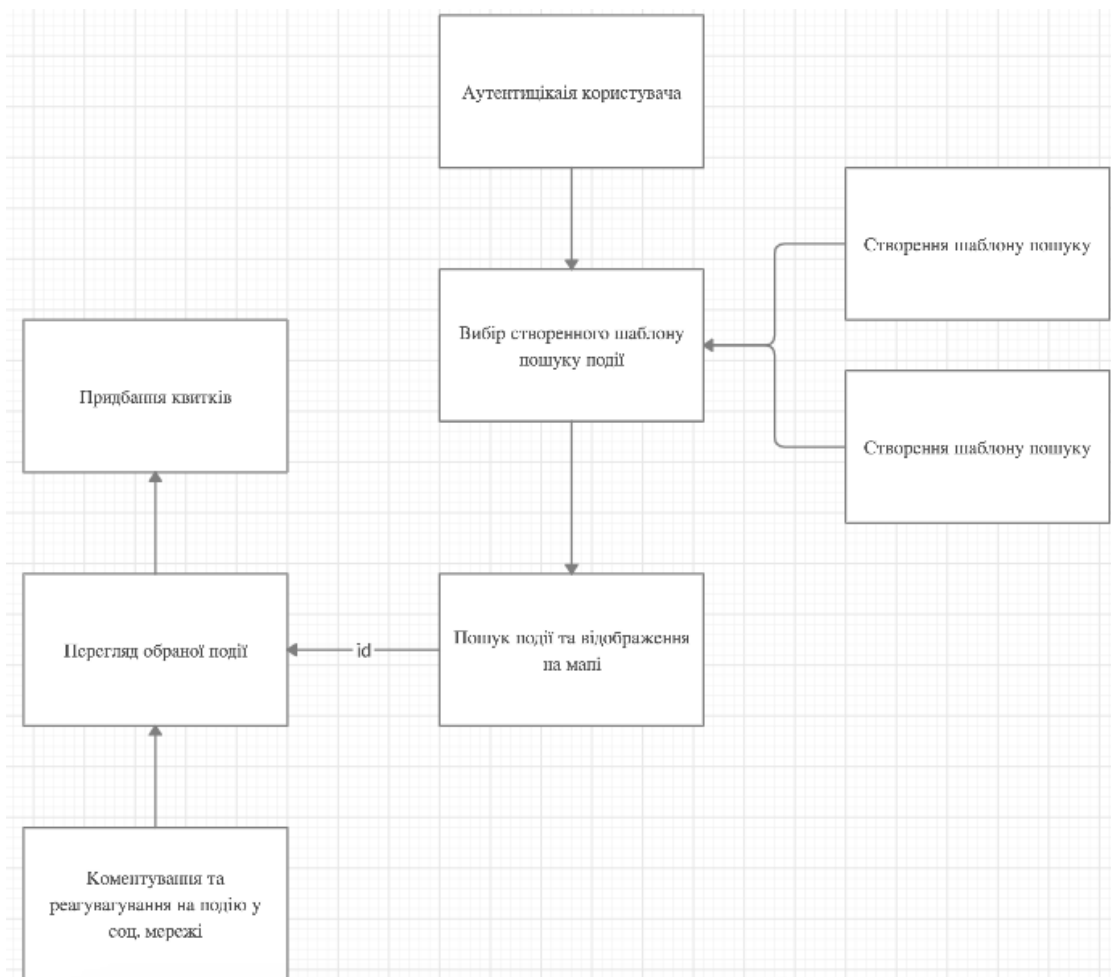 Аутентицікаія користувача
Створення шаблону пошуку
Вибір створенного шаблону
пошуку події
Придбання квитків
Створення шаблону пошуку
Перегляд обраної події
id
Пошук події та відображення
на мапі
Коментування та
реагувагування на подію у
соц. мережі